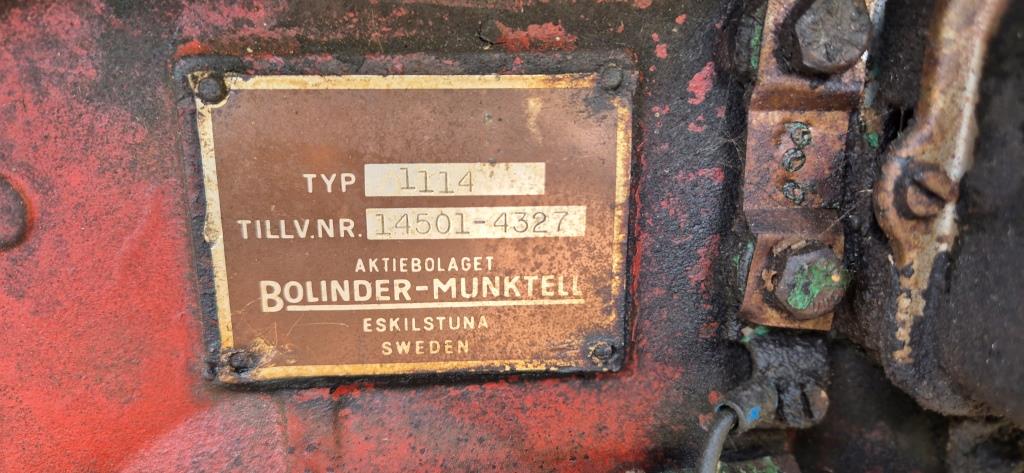 TYP 1114
TILLV.NR. 14501-4327
AKTIEBOLAGET
BOLINDER-MUNKTELL
ESKILSTUNA
SWEDEN